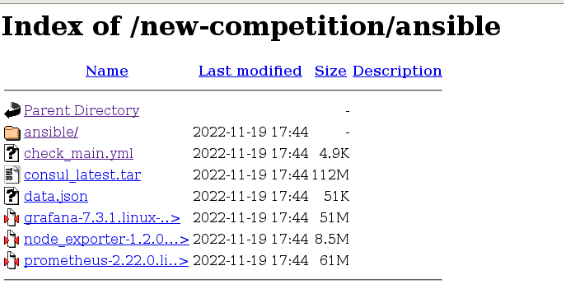 Index of /new-competition/ansible
Name Last modified Size Description
Parent Directory -
ansible/ 2022-11-19 17:44 -
check_main.yml 2022-11-19 17:44 4.9K
consul_latest.tar 2022-11-19 17:44 112M
data.json 2022-11-19 17:44 51K
grafana-7.3.1.linux-..> 2022-11-19 17:44 51M
node_exporter-1.2.0...> 2022-11-19 17:44 8.5M
prometheus-2.22.0.li..> 2022-11-19 17:44 61M